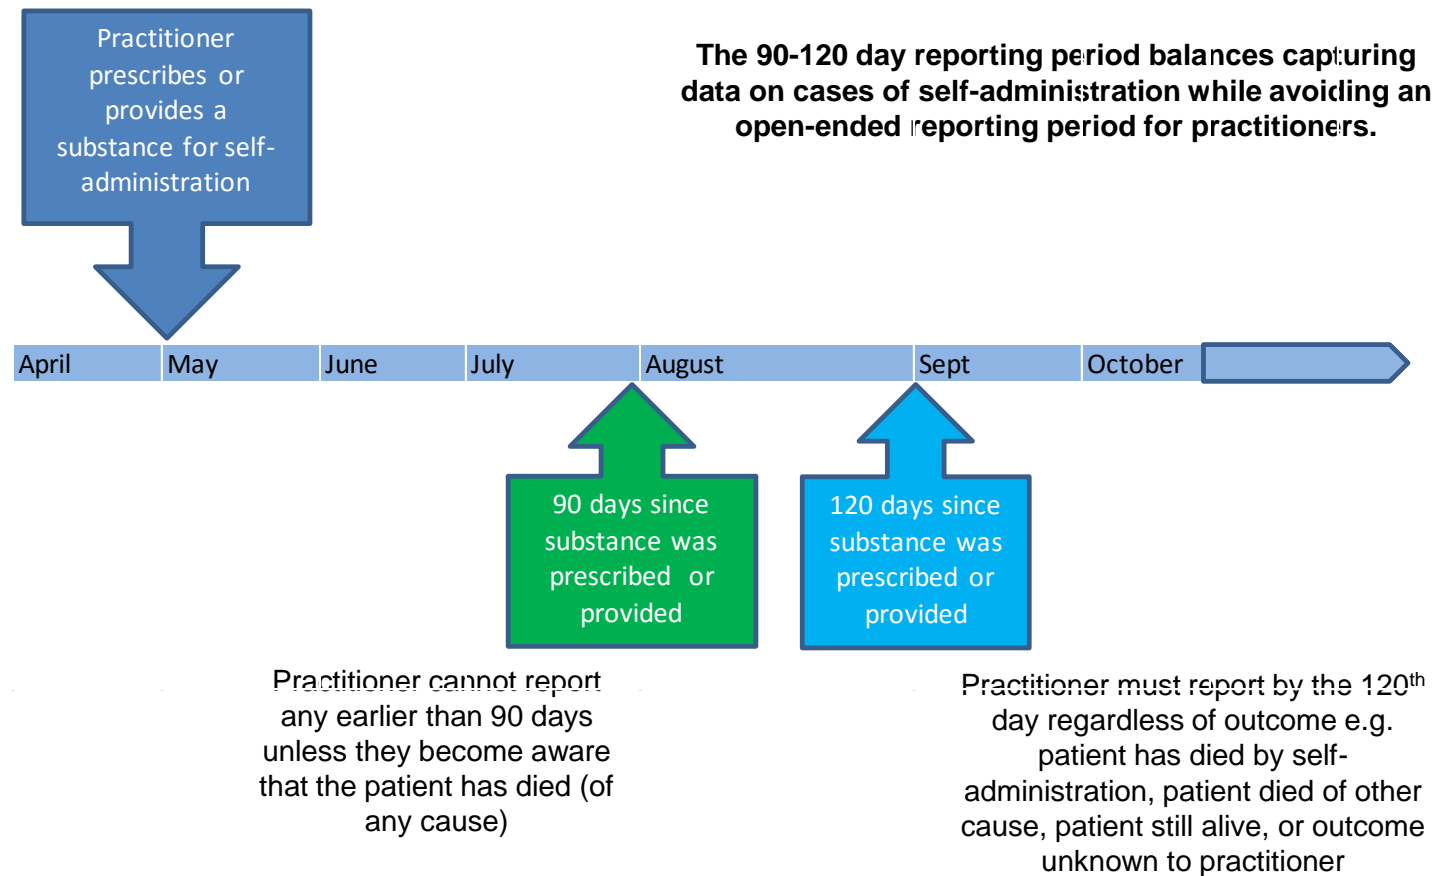 Practitioner
prescribes or
provides a
substance for self-
administration
The 90-120 day reporting period balances capturing
data on cases of self-administration while avoiding an
open-ended reporting period for practitioners.
April May June July August Sept October
90 days since
substance was
prescribed or
provided
120 days since
substance was
prescribed or
provided
Practitioner cannot report
any earlier than 90 days
unless they become aware
that the patient has died (of
any cause)
Practitioner must report by the 120th
day regardless of outcome e.g.
patient has died by self-
administration, patient died of other
cause, patient still alive, or outcome
unknown to practitioner